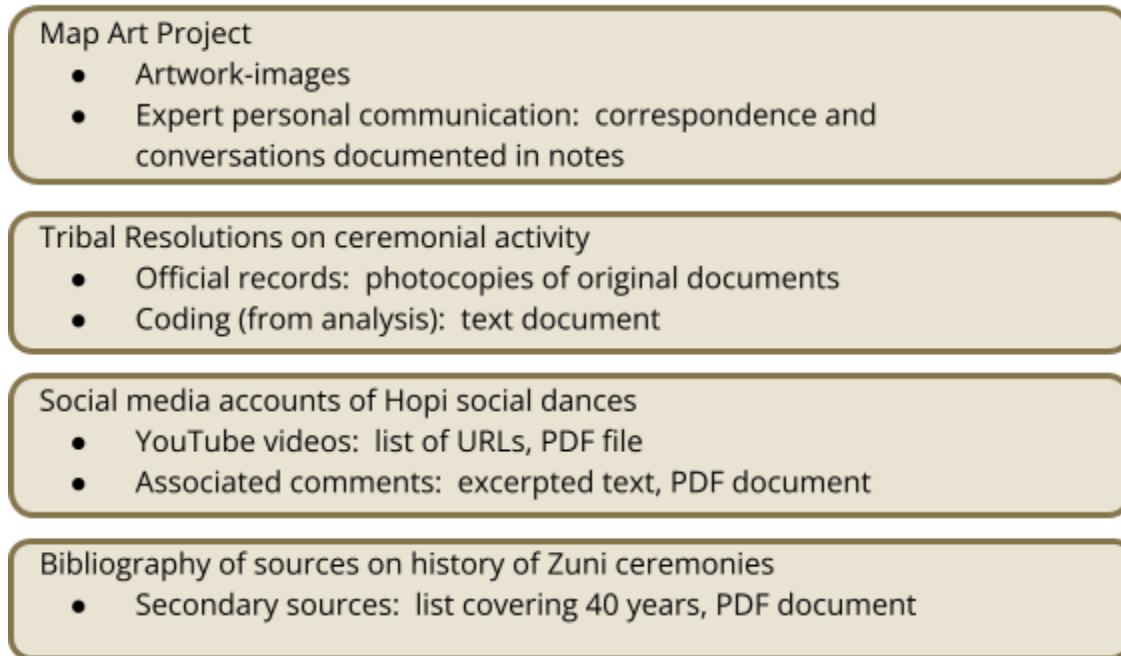 Map Art Project
● Artwork-images
● Expert personal communication:  correspondence and
conversations documented in notes
Tribal Resolutions on ceremonial activity
● Official records:  photocopies of original documents
● Coding (from analysis):  text document
Social media accounts of Hopi social dances
● YouTube videos:  list of URLs, PDF file
● Associated comments:  excerpted text, PDF document
Bibliography of sources on history of Zuni ceremonies
● Secondary sources:  list covering 40 years, PDF document